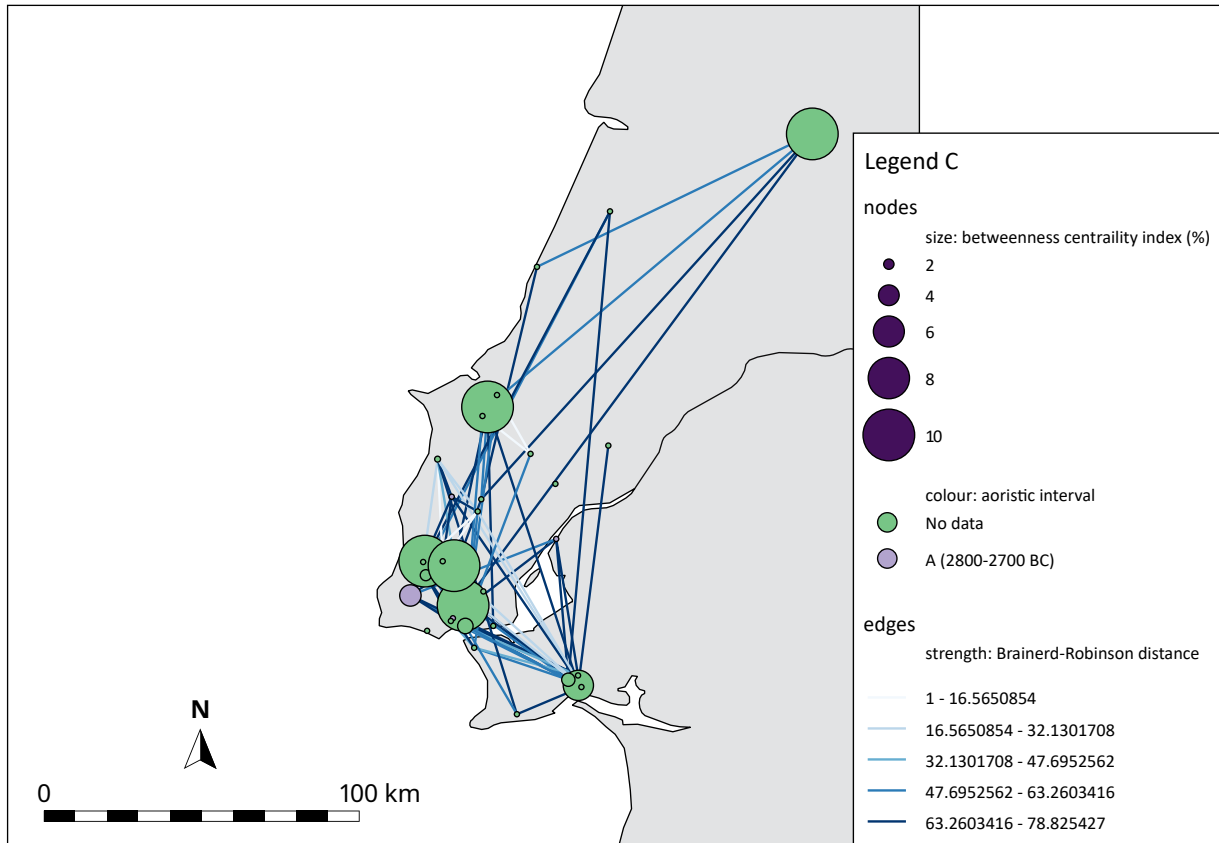 Legend C
nodes
size: betweenness centraility index (%)
2
4
6
8
10
colour: aoristic interval
No data
A (2800-2700 BC)
edges
strength: Brainerd-Robinson distance
1 - 16.5650854
16.5650854 - 32.1301708
32.1301708 - 47.6952562
47.6952562 - 63.2603416
63.2603416 - 78.825427
N
0 100 km